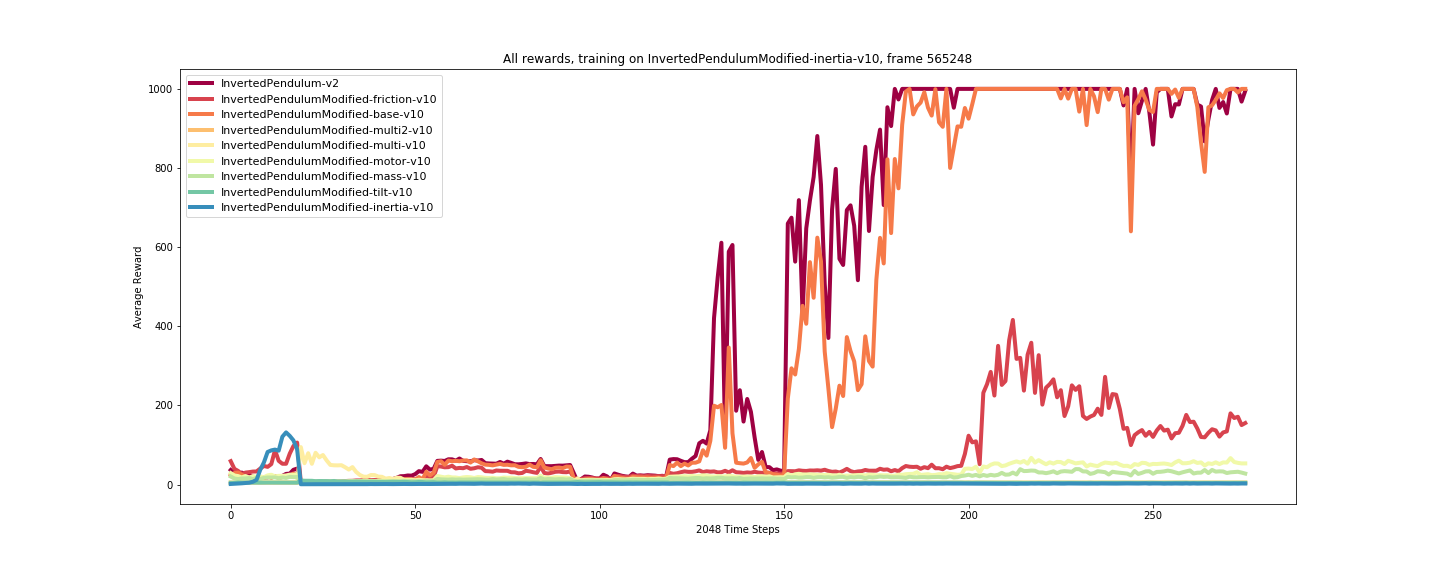 All rewards, training on InvertedPendulumModified-inertia-v10, frame 565248
InvertedPendulum-v2
InvertedPendulumModified-friction-v10
InvertedPendulumModified-base-v10
InvertedPendulumModified-multi2-v10
InvertedPendulumModified-multi-v10
InvertedPendulumModified-motor-v10
InvertedPendulumModified-mass-v10
InvertedPendulumModified-tilt-v10
InvertedPendulumModified-inertia-v10
Average Reward
1000
800
600
400
200
0
0 50 100 150 200 250
2048 Time Steps